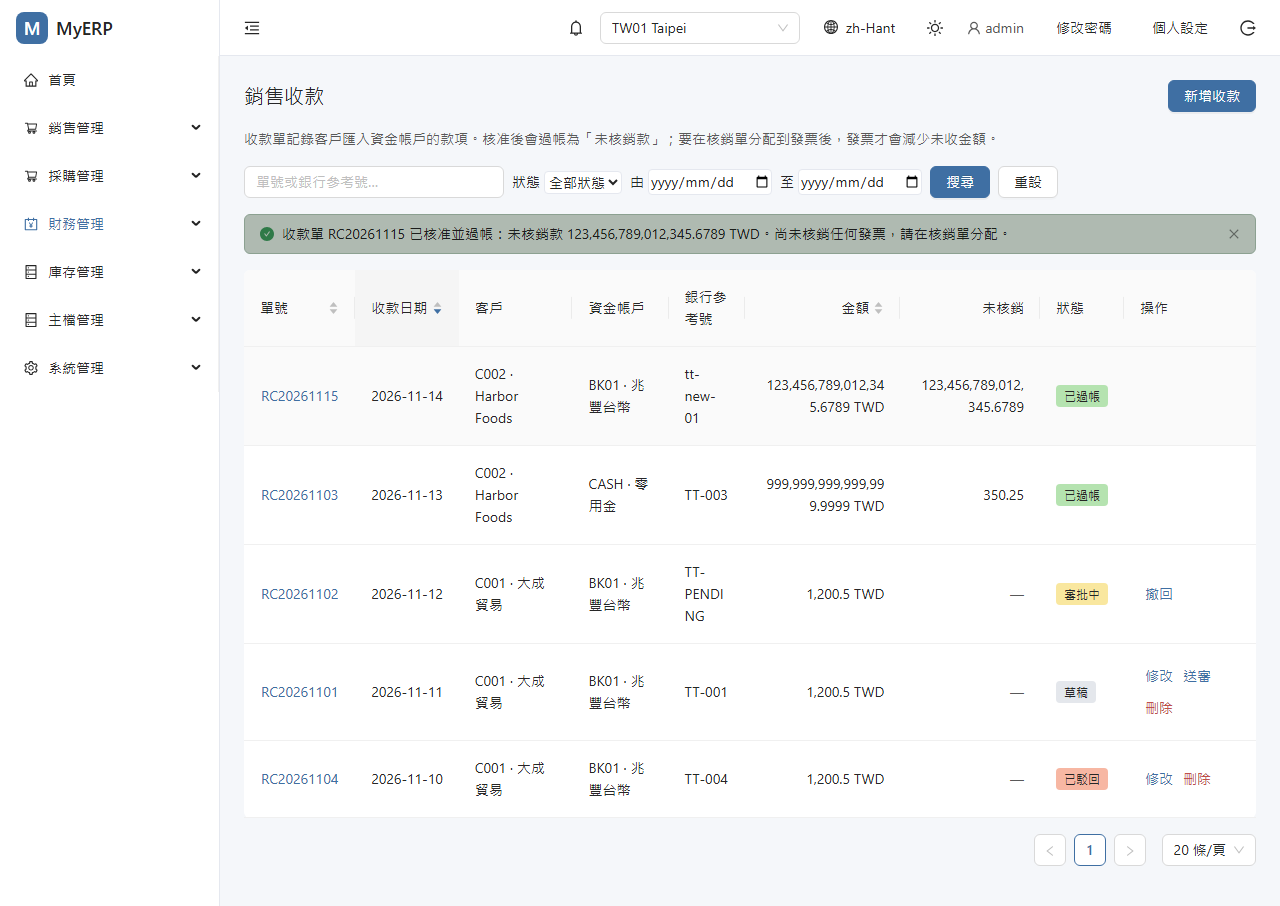 M MyERP
TW01 Taipei
zh-Hant
admin
修改密碼
個人設定
首頁
銷售管理
採購管理
財務管理
庫存管理
主檔管理
系統管理
銷售收款
新增收款
收款單記錄客戶匯入資金帳戶的款項。核准後會過帳為「未核銷款」；要在核銷單分配到發票後，發票才會減少未收金額。
單號或銀行參考號...
狀態 全部狀態 由 yyyy/mm/dd 至 yyyy/mm/dd 搜尋 重設
收款單 RC20261115 已核准並過帳：未核銷款 123,456,789,012,345.6789 TWD。尚未核銷任何發票，請在核銷單分配。
單號 收款日期 客戶 資金帳戶 銀行參
考號 金額 未核銷 狀態 操作
RC20261115 2026-11-14 C002 ·
Harbor
Foods BK01 · 兆
豐台幣 tt-
new-
01 123,456,789,012,34
5.6789 TWD 123,456,789,012,
345.6789 已過帳
RC20261103 2026-11-13 C002 ·
Harbor
Foods CASH · 零
用金 TT-003 999,999,999,999,99
9.9999 TWD 350.25 已過帳
RC20261102 2026-11-12 C001 · 大成
貿易 BK01 · 兆
豐台幣 TT-
PENDI
NG 1,200.5 TWD — 審批中 撤回
RC20261101 2026-11-11 C001 · 大成
貿易 BK01 · 兆
豐台幣 TT-001 1,200.5 TWD — 草稿 修改 送審
刪除
RC20261104 2026-11-10 C001 · 大成
貿易 BK01 · 兆
豐台幣 TT-004 1,200.5 TWD — 已駁回 修改 刪除
1
20 條/頁